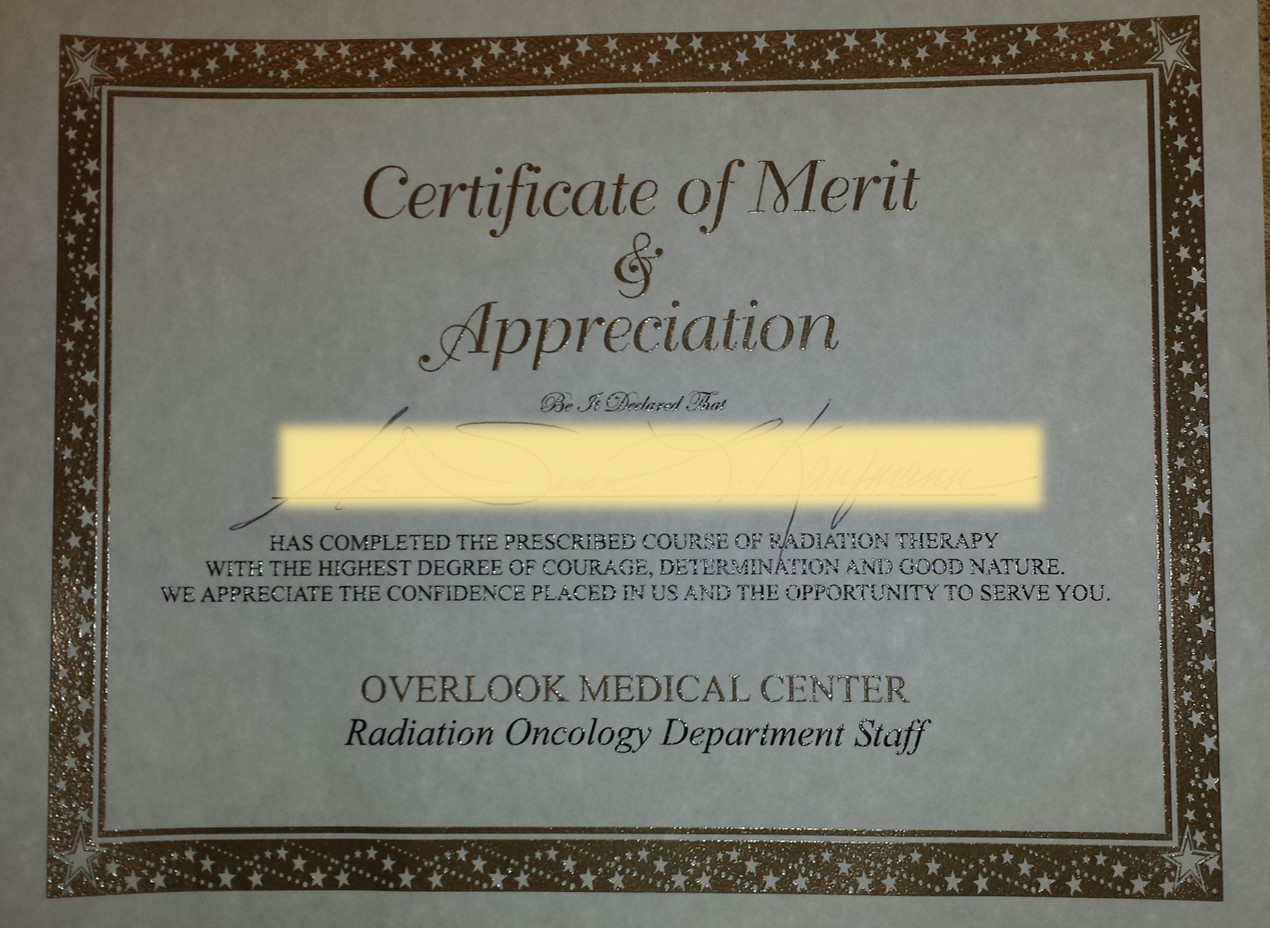 Certificate of Merit
&
Appreciation
Be It Declared That
HAS COMPLETED THE PRESCRIBED COURSE OF RADIATION THERAPY
WITH THE HIGHEST DEGREE OF COURAGE, DETERMINATION AND GOOD NATURE.
WE APPRECIATE THE CONFIDENCE PLACED IN US AND THE OPPORTUNITY TO SERVE YOU.
OVERLOOK MEDICAL CENTER
Radiation Oncology Department Staff